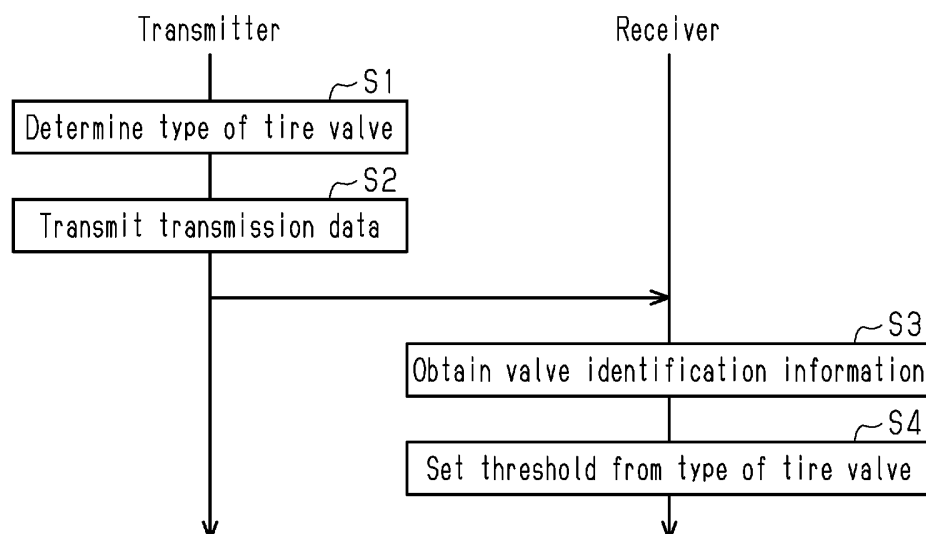 Transmitter
Receiver
S1
Determine type of tire valve
S2
Transmit transmission data
S3
Obtain valve identification information
S4
Set threshold from type of tire valve